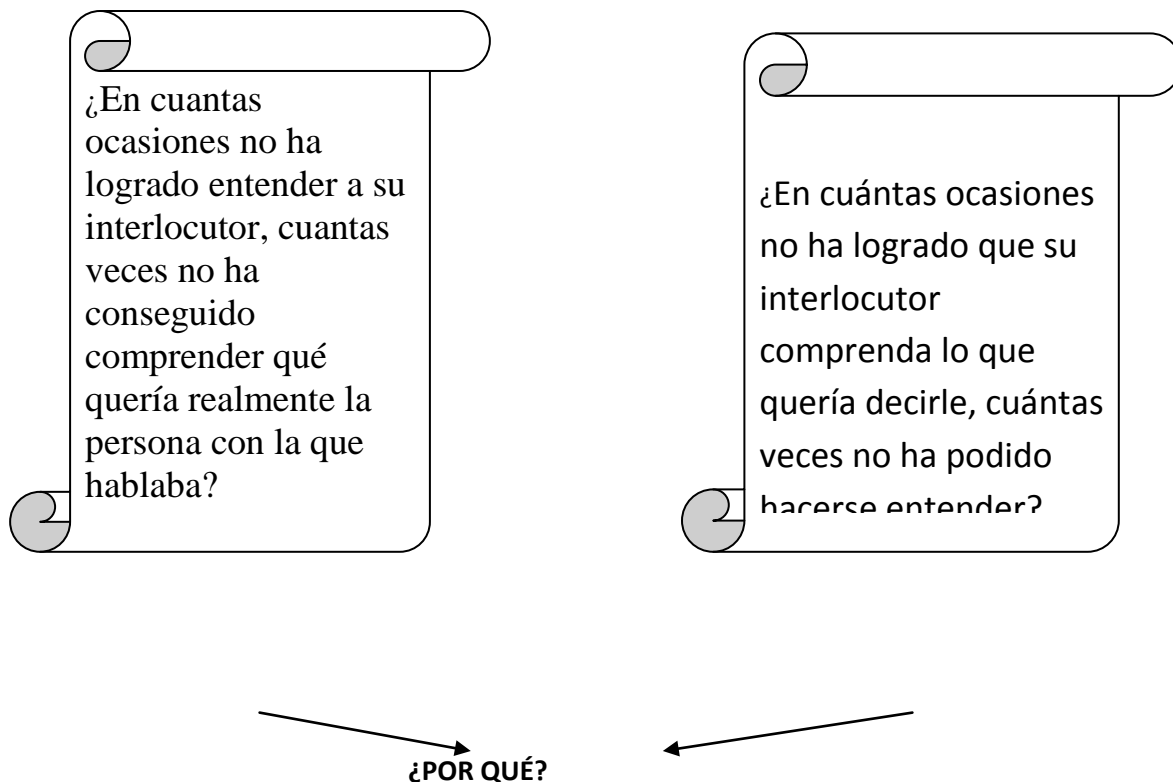 ¿En cuantas
ocasiones no ha
logrado entender a su
interlocutor, cuantas
veces no ha
conseguido
comprender qué
quería realmente la
persona con la que
hablaba?
¿En cuántas ocasiones
no ha logrado que su
interlocutor
comprenda lo que
quería decirle, cuántas
veces no ha podido
hacerse entender?
¿POR QUÉ?